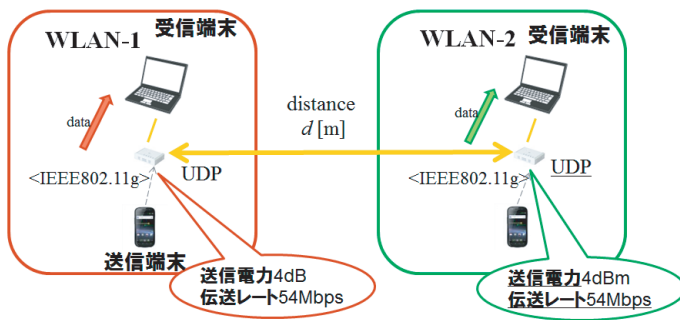 WLAN-1
受信端末
data
UDP
<IEEE802.11g>
送信端末
送信電力4dB
伝送レート54Mbps
distance
d [m]
WLAN-2
受信端末
data
UDP
<IEEE802.11g>
送信電力4dBm
伝送レート54Mbps